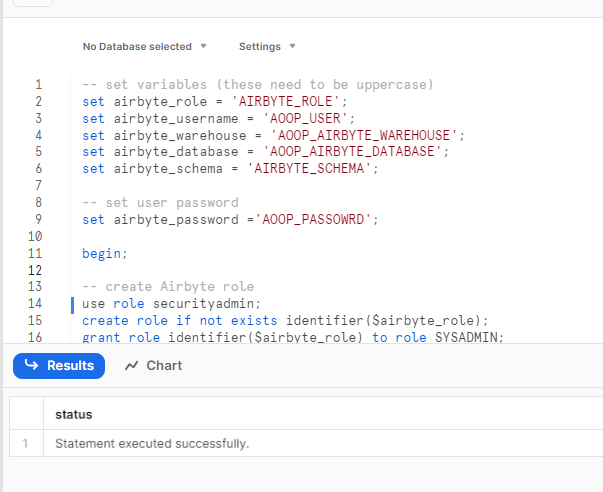 No Database selected Settings
1 -- set variables (these need to be uppercase)
2 set airbyte_role = 'AIRBYTE_ROLE';
3 set airbyte_username = 'AOOP_USER';
4 set airbyte_warehouse = 'AOOP_AIRBYTE_WAREHOUSE';
5 set airbyte_database = 'AOOP_AIRBYTE_DATABASE';
6 set airbyte_schema = 'AIRBYTE_SCHEMA';
7
8 -- set user password
9 set airbyte_password ='AOOP_PASSOWRD';
10
11 begin;
12
13 -- create Airbyte role
14 use role securityadmin;
15 create role if not exists identifier($airbyte_role);
16 grant role identifier($airbyte_role) to role SYSADMIN;
Results Chart
status
1 Statement executed successfully.